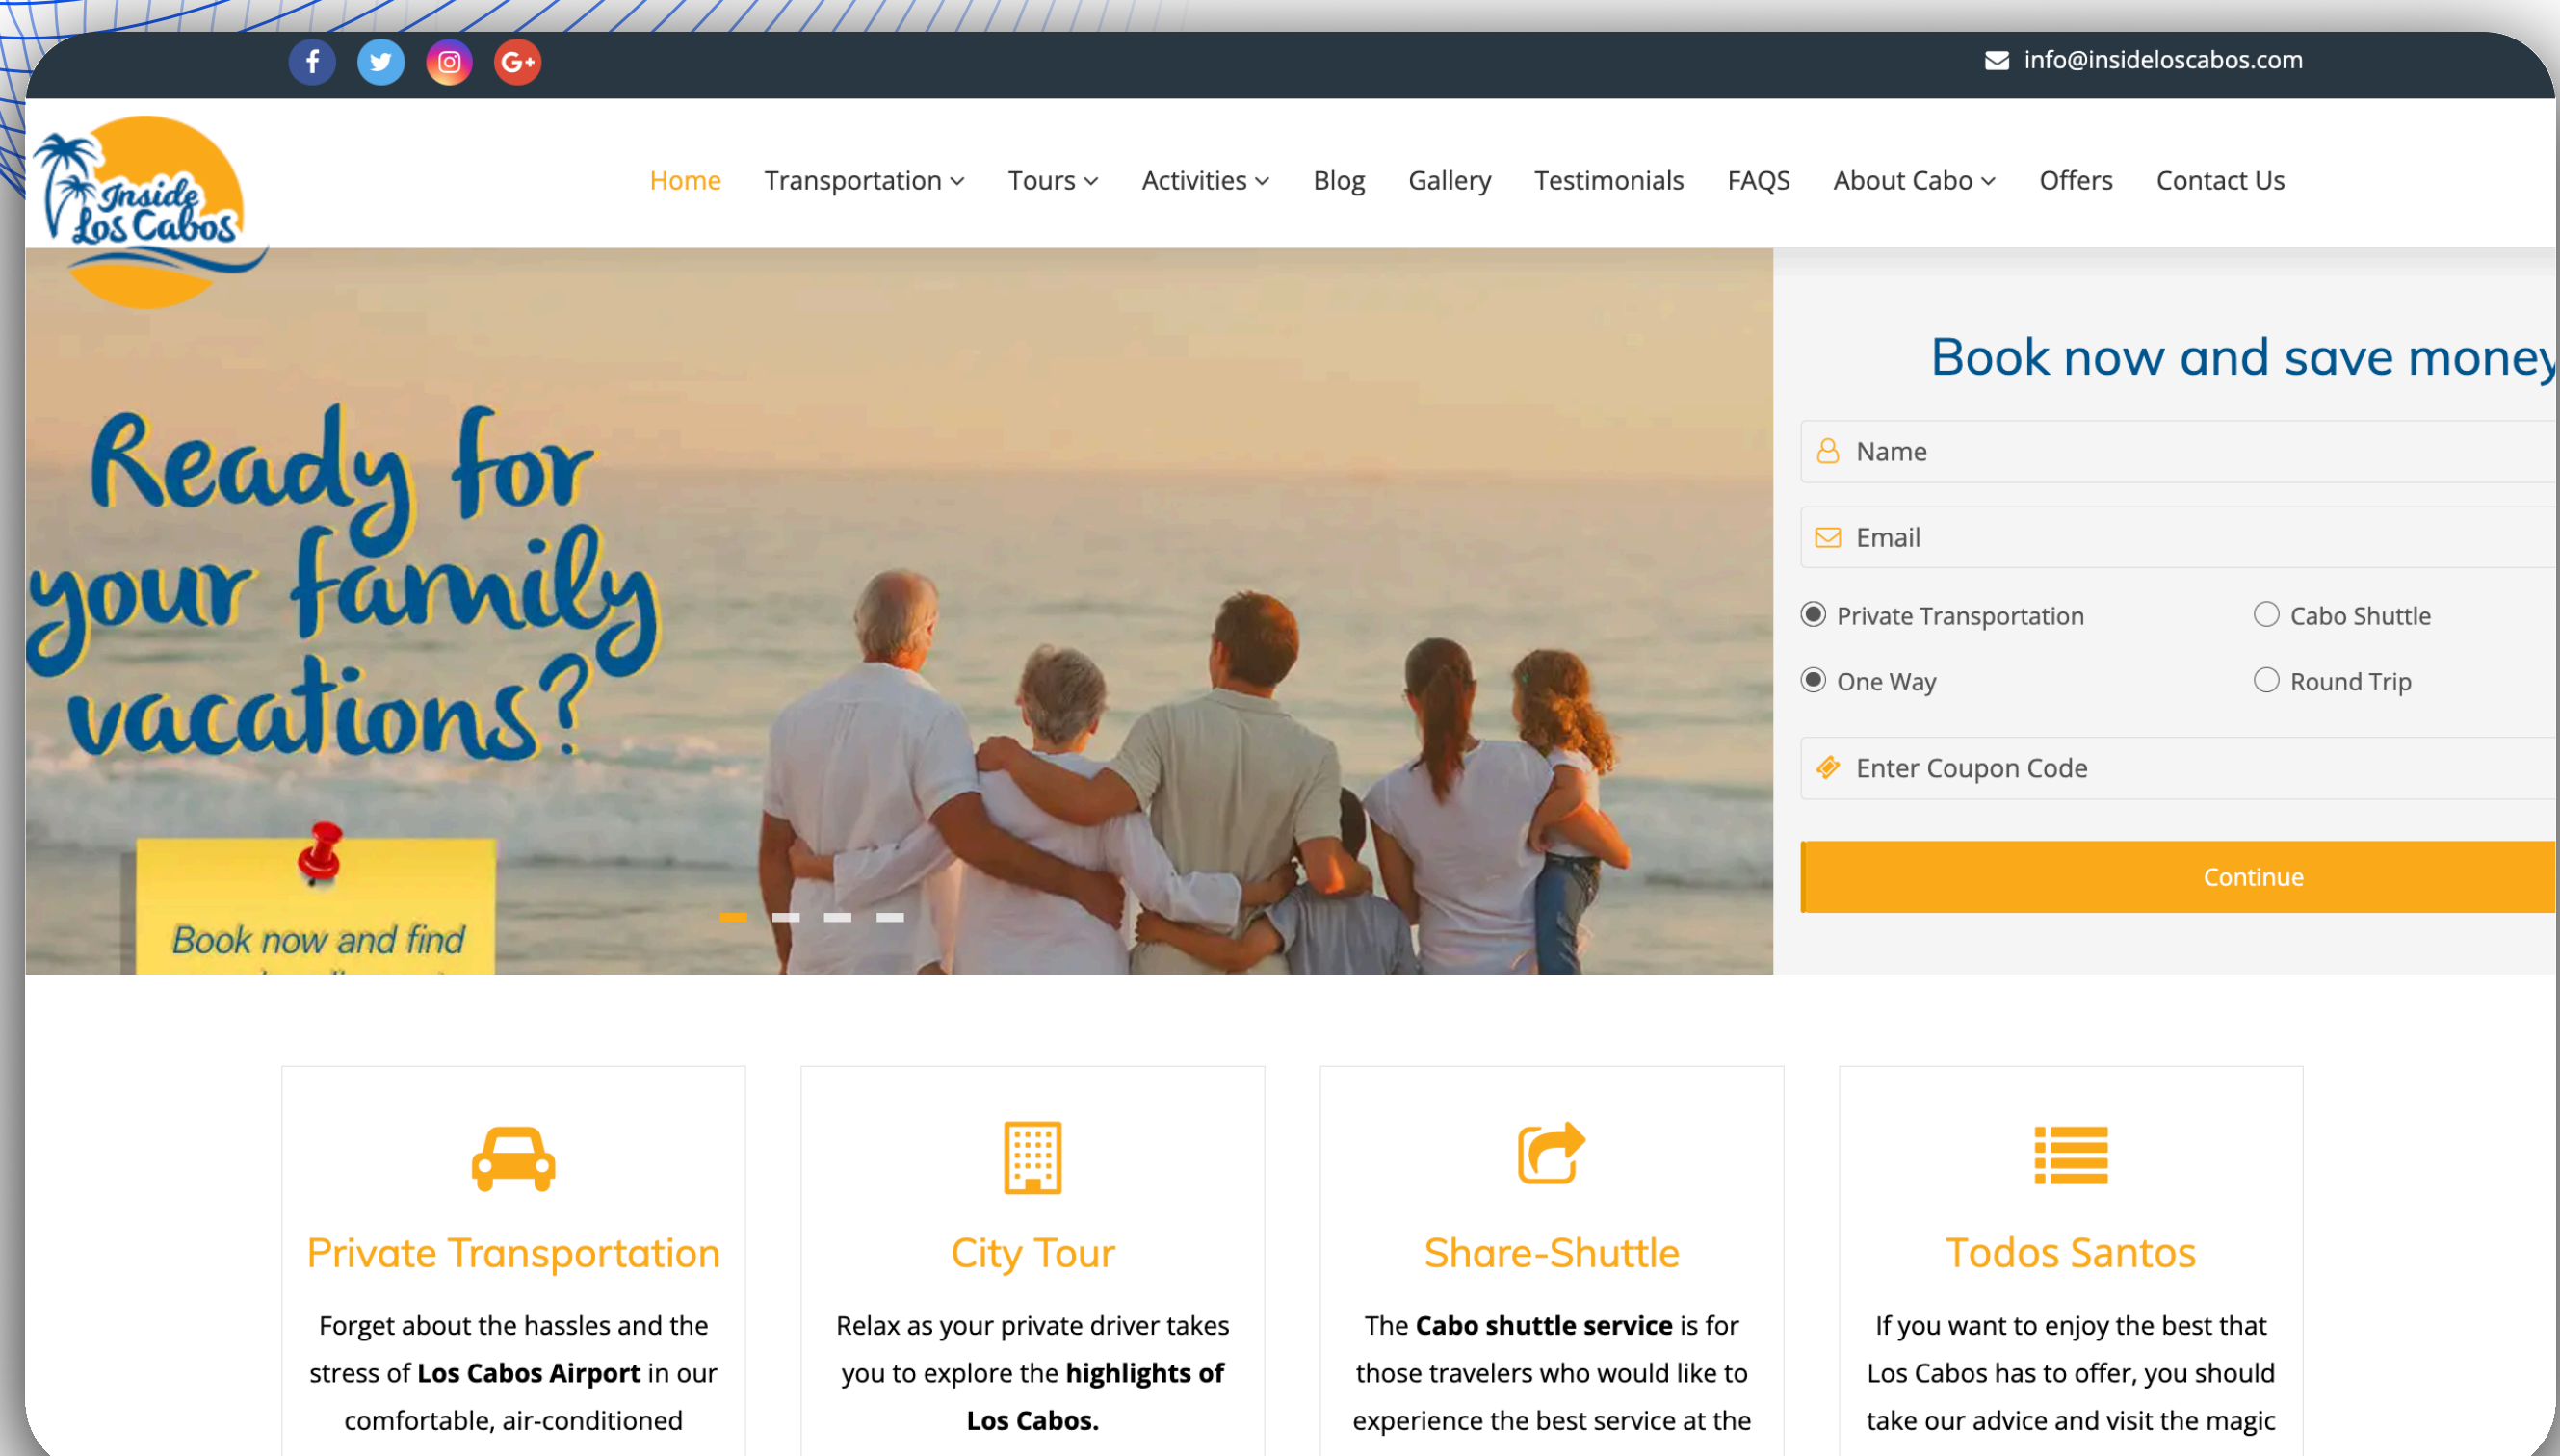 info@insideloscabos.com
Inside
Los Cabos
Home Transportation Tours Activities Blog Gallery Testimonials FAQS About Cabo Offers Contact Us
Ready for
your family
vacations?
Book now and find
Book now and save money
Name
Email
Private Transportation Cabo Shuttle
One Way Round Trip
Enter Coupon Code
Continue
Private Transportation
Forget about the hassles and the
stress of Los Cabos Airport in our
comfortable, air-conditioned
City Tour
Relax as your private driver takes
you to explore the highlights of
Los Cabos.
Share-Shuttle
The Cabo shuttle service is for
those travelers who would like to
experience the best service at the
Todos Santos
If you want to enjoy the best that
Los Cabos has to offer, you should
take our advice and visit the magic